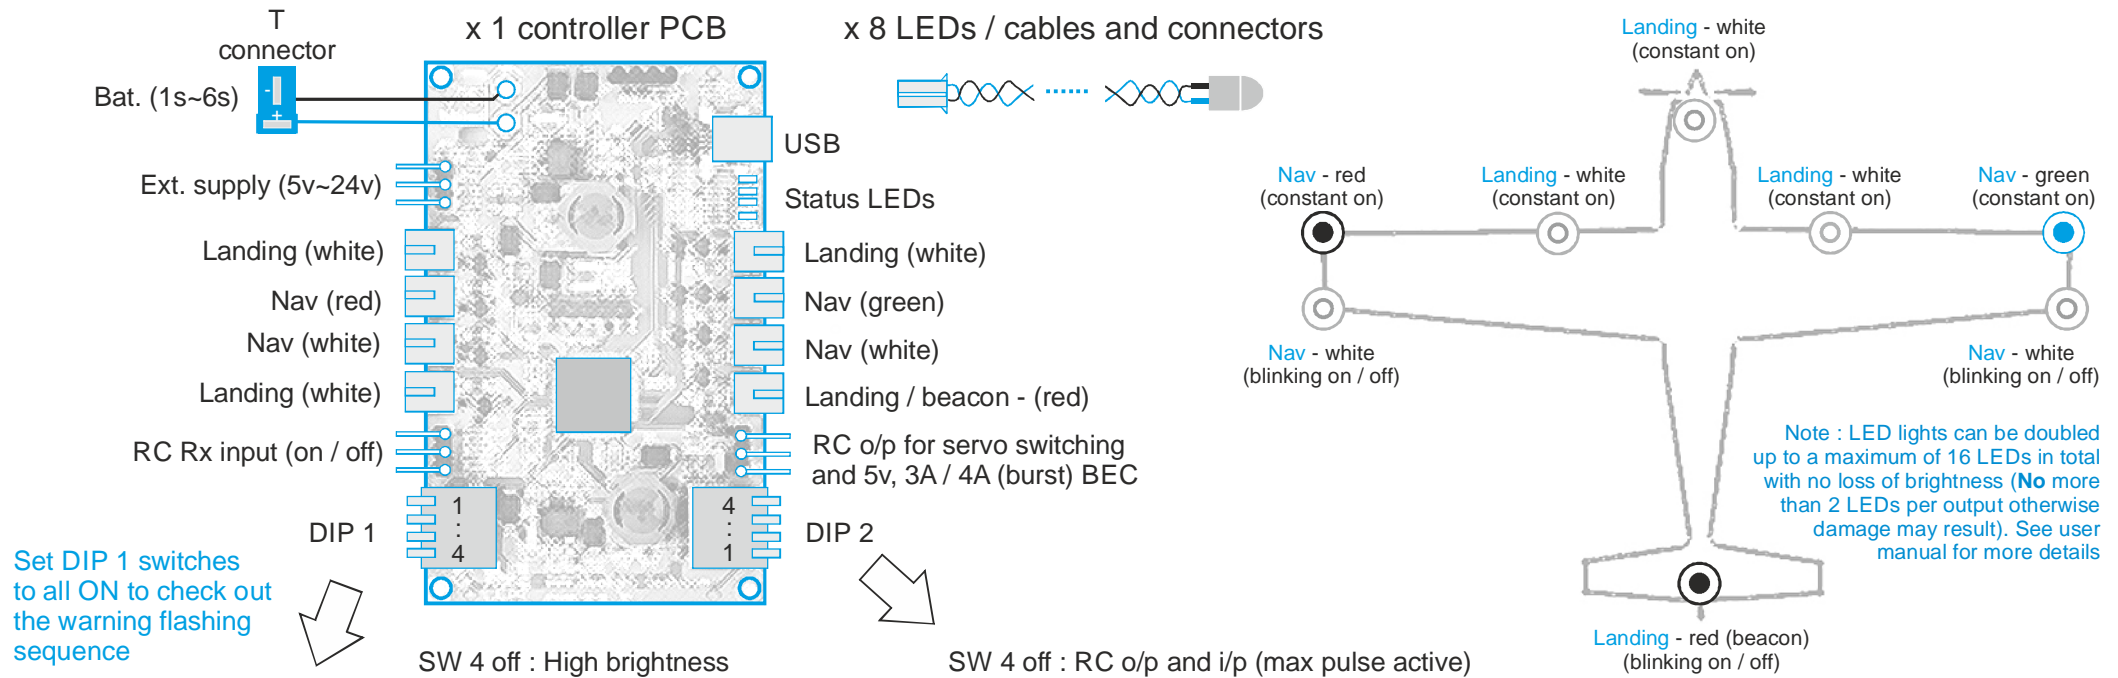 T
connector
x 1 controller PCB
x 8 LEDs / cables and connectors
Bat. (1s~6s)
-
+
USB
Ext. supply (5v~24v)
Status LEDs
Landing (white)
Landing (white)
Nav (red)
Nav (green)
Nav (white)
Nav (white)
Landing (white)
Landing / beacon - (red)
RC Rx input (on / off)
RC o/p for servo switching
and 5v, 3A / 4A (burst) BEC
DIP 1
1
:
4
4
:
1
DIP 2
Set DIP 1 switches
to all ON to check out
the warning flashing
sequence
SW 4 off : High brightness
SW 4 off : RC o/p and i/p (max pulse active)
Landing - white
(constant on)
Nav - red
(constant on)
Landing - white
(constant on)
Landing - white
(constant on)
Nav - green
(constant on)
Nav - white
(blinking on / off)
Nav - white
(blinking on / off)
Note : LED lights can be doubled
up to a maximum of 16 LEDs in total
with no loss of brightness (No more
than 2 LEDs per output otherwise
damage may result). See user
manual for more details
Landing - red (beacon)
(blinking on / off)